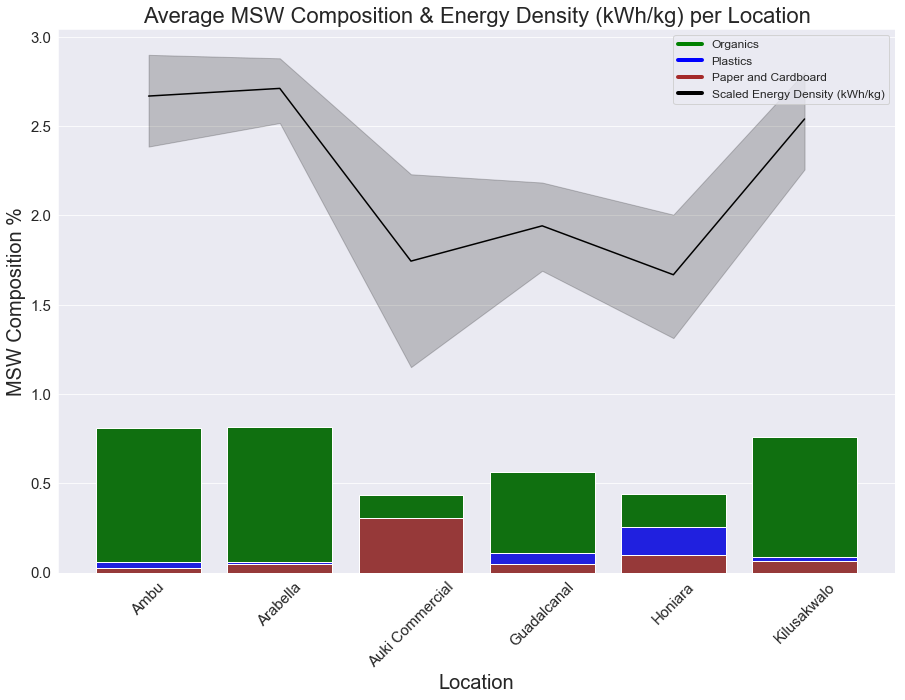 Average MSW Composition & Energy Density (kWh/kg) per Location
Organics
Plastics
Paper and Cardboard
Scaled Energy Density (kWh/kg)
MSW Composition %
3.0
2.5
2.0
1.5
1.0
0.5
0.0
Ambu
Arabella
Auki Commercial
Guadalcanal
Honiara
Kilusakwalo
Location